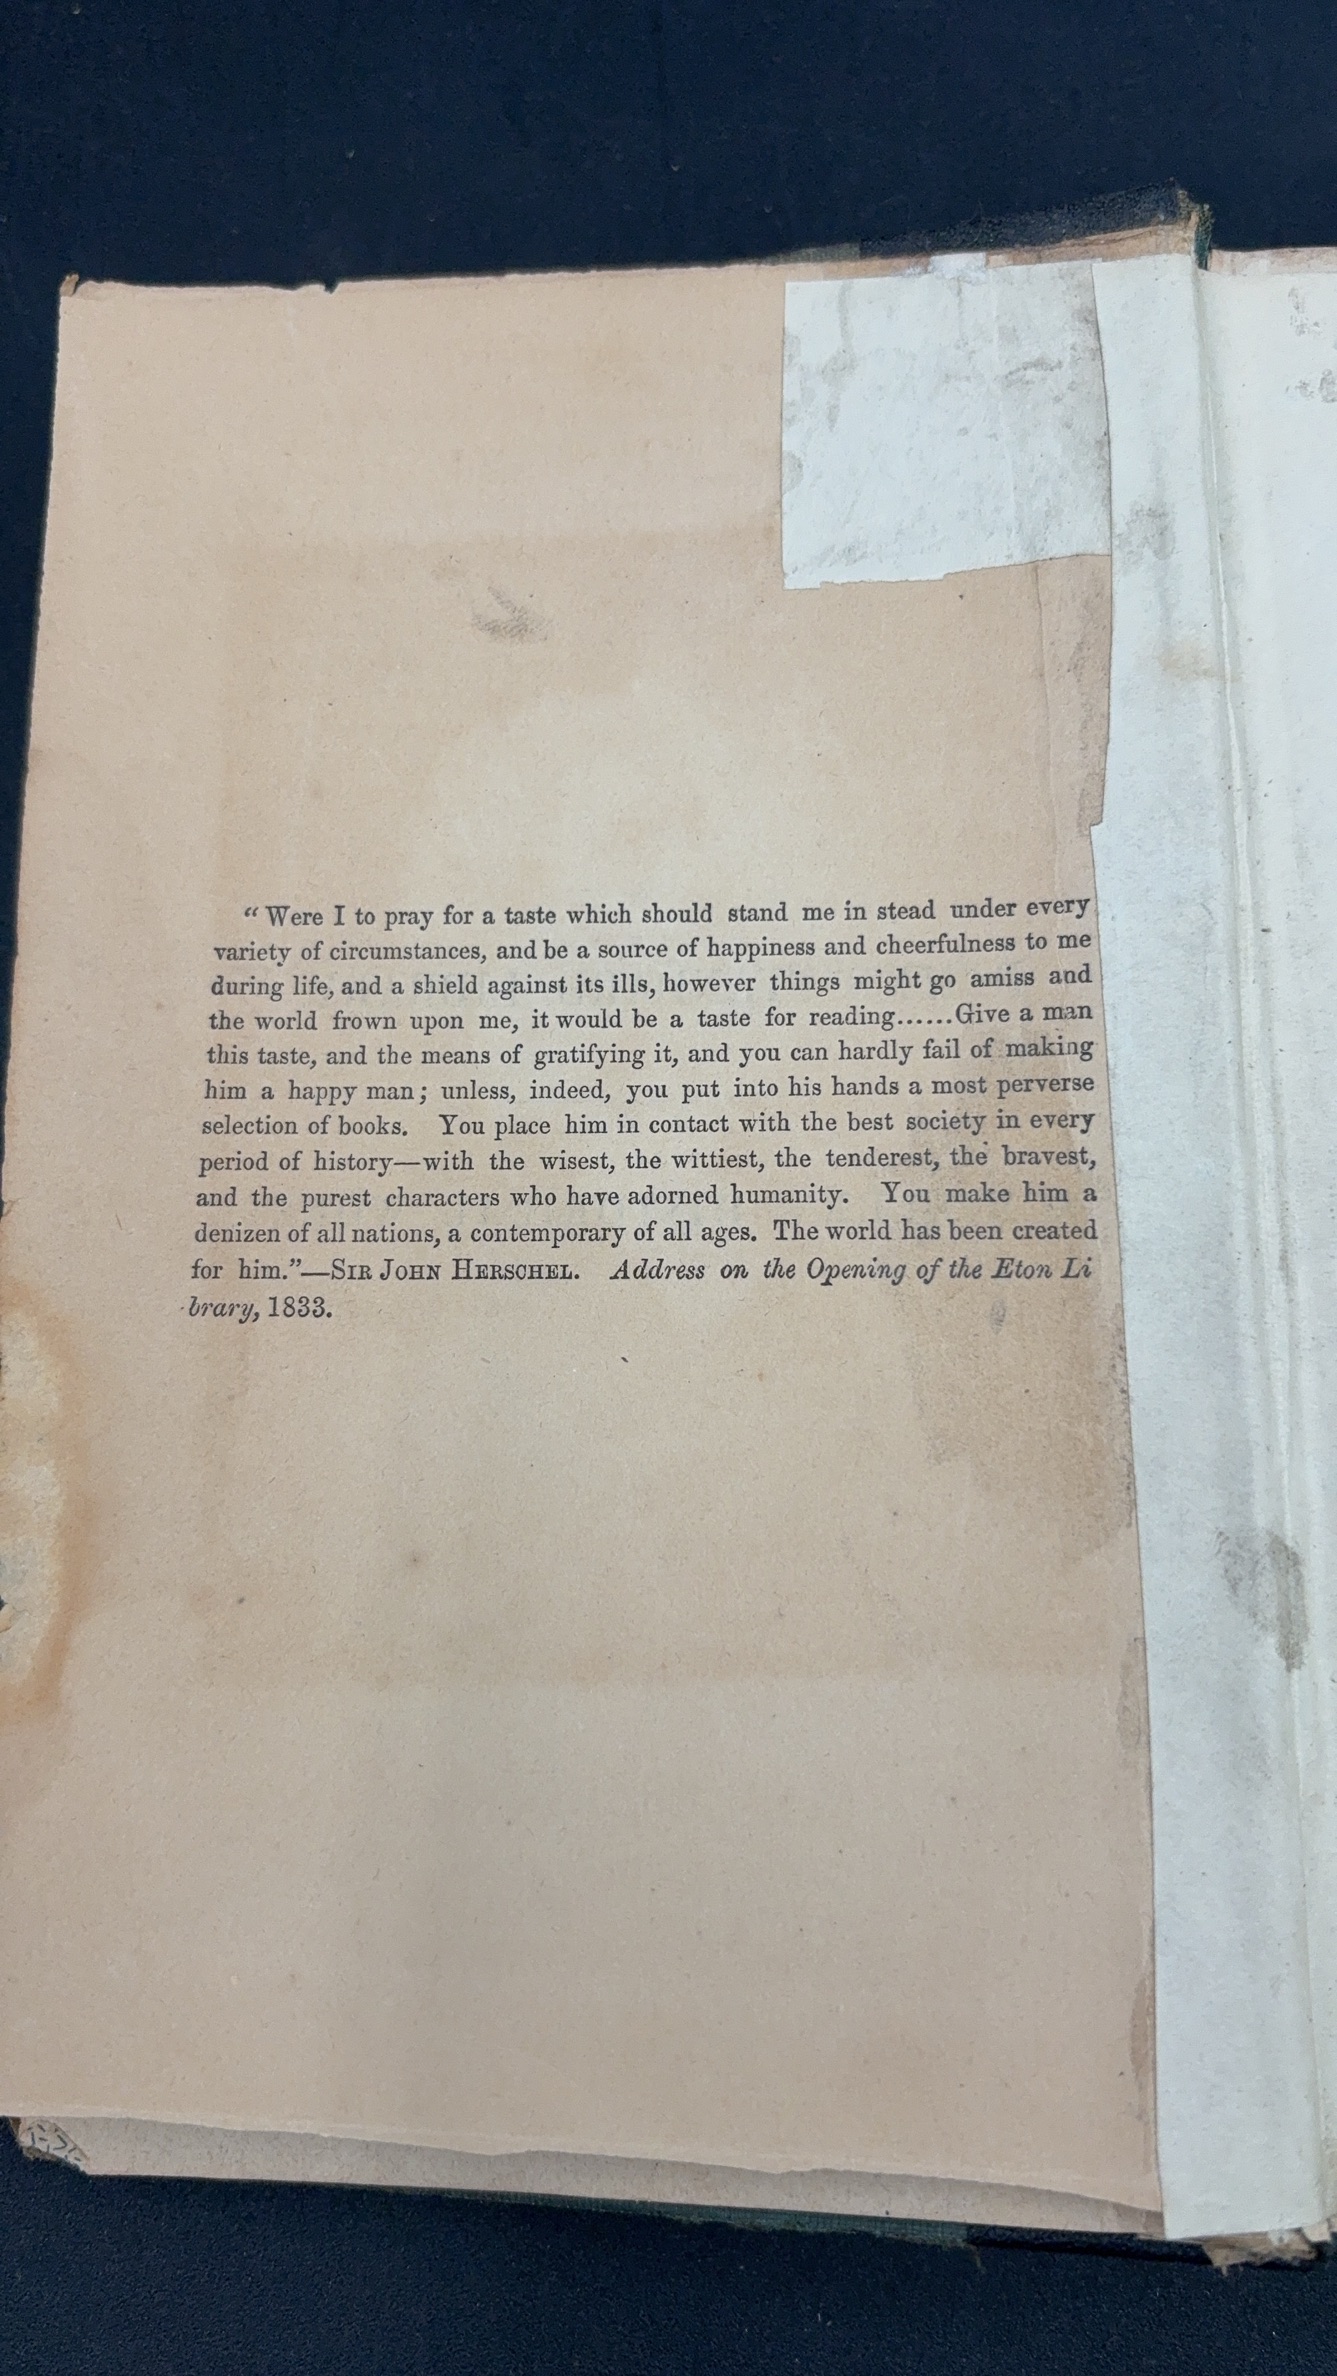 “Were I to pray for a taste which should stand me in stead under every
variety of circumstances, and be a source of happiness and cheerfulness to me
during life, and a shield against its ills, however things might go amiss and
the world frown upon me, it would be a taste for reading......Give a man
this taste, and the means of gratifying it, and you can hardly fail of making
him a happy man; unless, indeed, you put into his hands a most perverse
selection of books. You place him in contact with the best society in every
period of history—with the wisest, the wittiest, the tenderest, the bravest,
and the purest characters who have adorned humanity. You make him a
denizen of all nations, a contemporary of all ages. The world has been created
for him.”—SIR JOHN HERSCHEL. Address on the Opening of the Eton Li
brary, 1833.